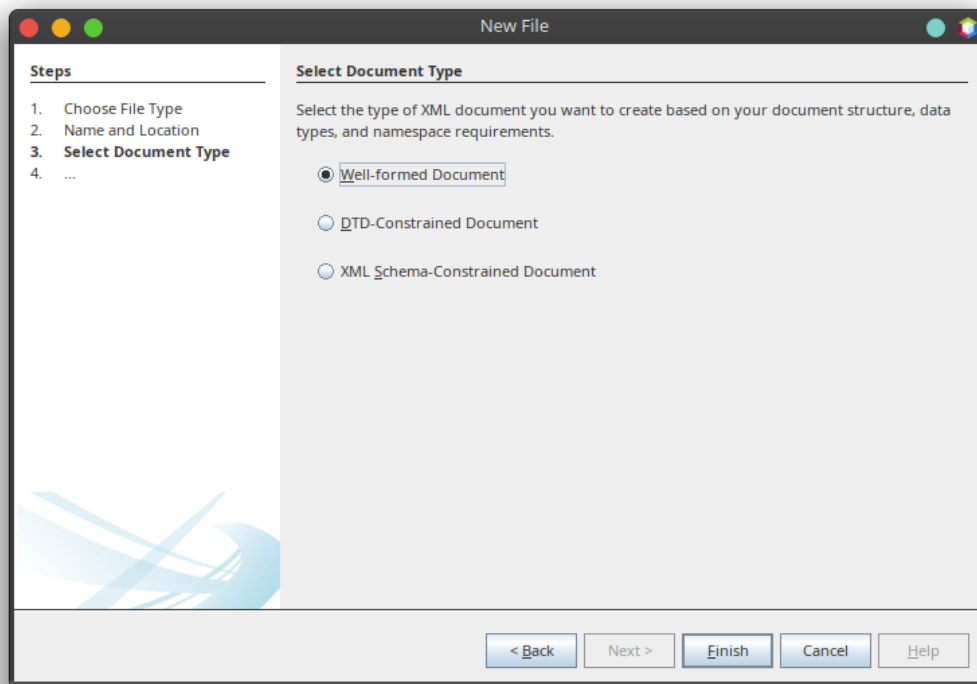 New File
Steps
1. Choose File Type
2. Name and Location
3. Select Document Type
4. ...
Select Document Type
Select the type of XML document you want to create based on your document structure, data
types, and namespace requirements.
Well-formed Document
DTD-Constrained Document
XML Schema-Constrained Document
< Back
Next >
Finish
Cancel
Help